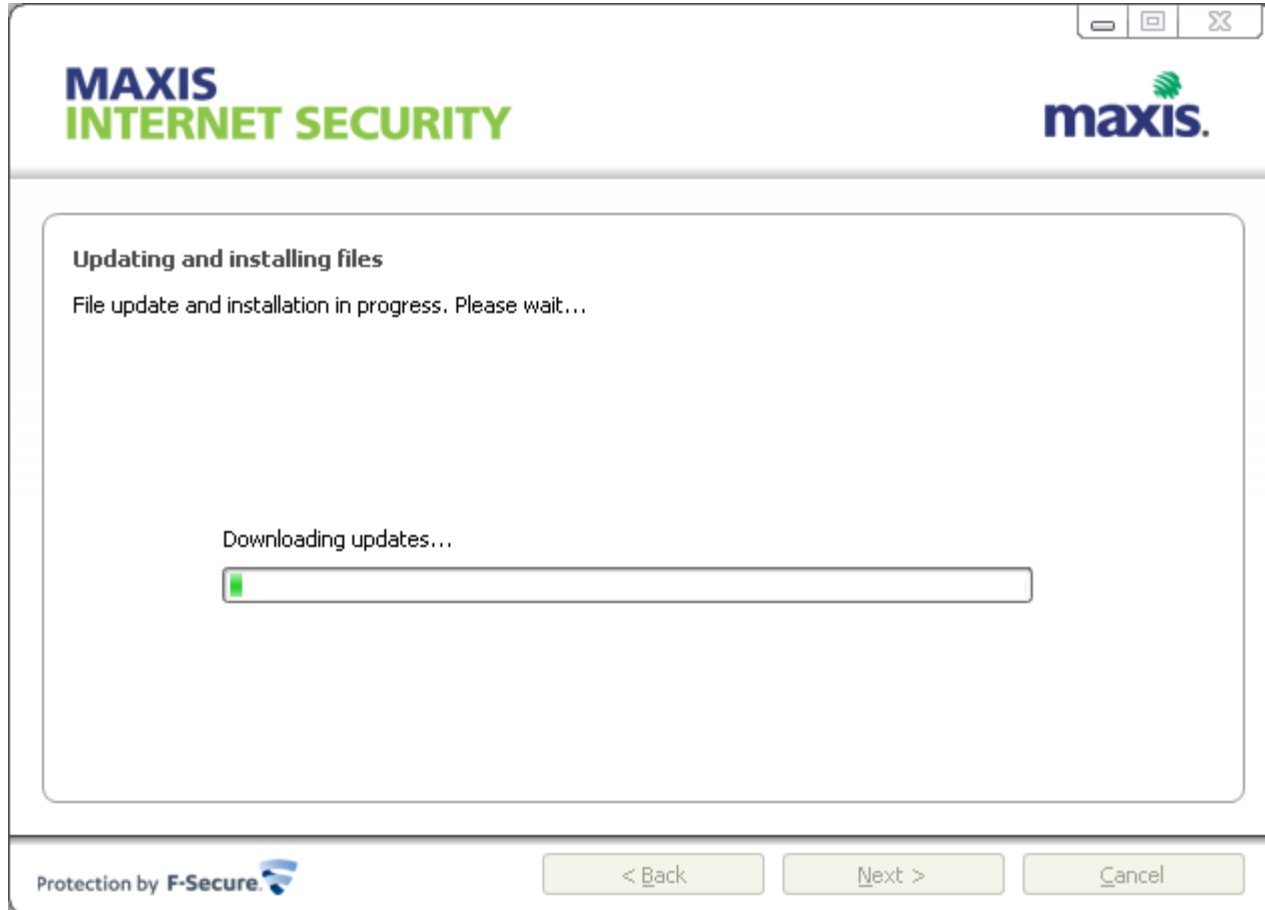 MAXIS
INTERNET SECURITY
maxis.
Updating and installing files
File update and installation in progress. Please wait...
Downloading updates...
Protection by F-Secure.
< Back
Next >
Cancel